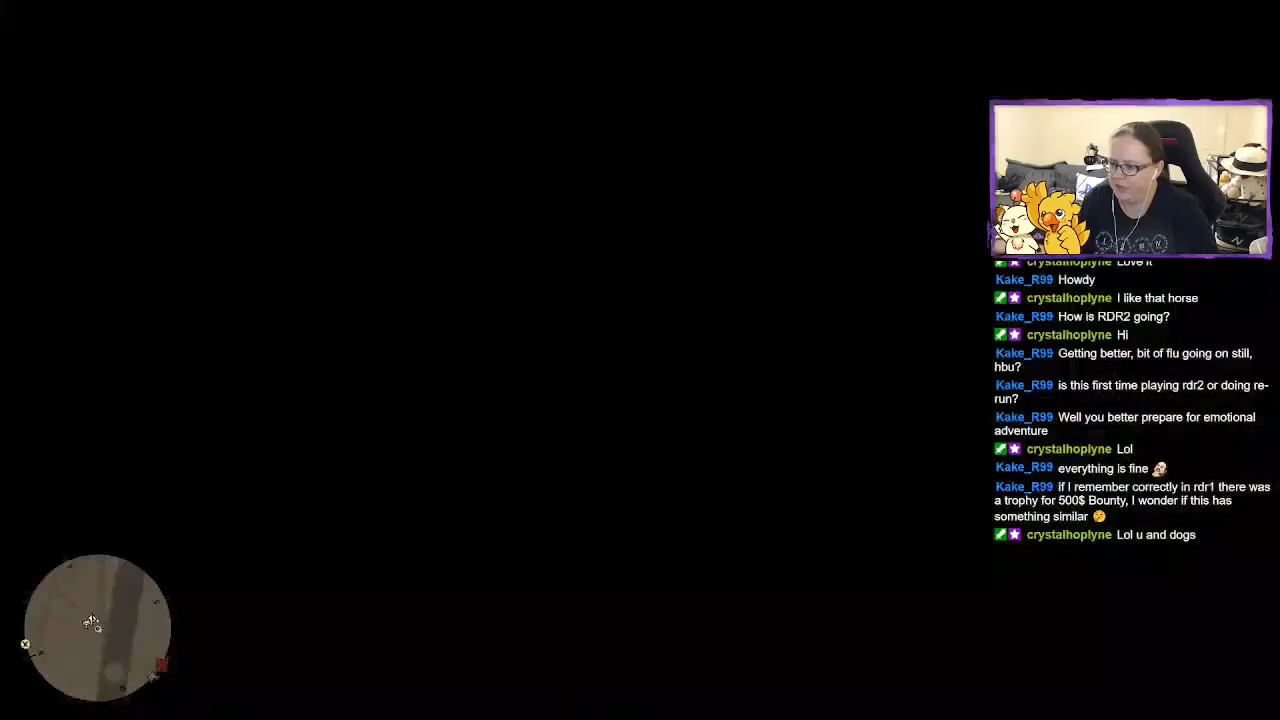 crystalhoplyne Love it
Kake_R99 Howdy
crystalhoplyne I like that horse
Kake_R99 How is RDR2 going?
crystalhoplyne Hi
Kake_R99 Getting better, bit of flu going on still,
hbu?
Kake_R99 is this first time playing rdr2 or doing re-
run?
Kake_R99 Well you better prepare for emotional
adventure
crystalhoplyne Lol
Kake_R99 everything is fine
Kake_R99 if I remember correctly in rdr1 there was
a trophy for 500$ Bounty, I wonder if this has
something similar 🤔
crystalhoplyne Lol u and dogs